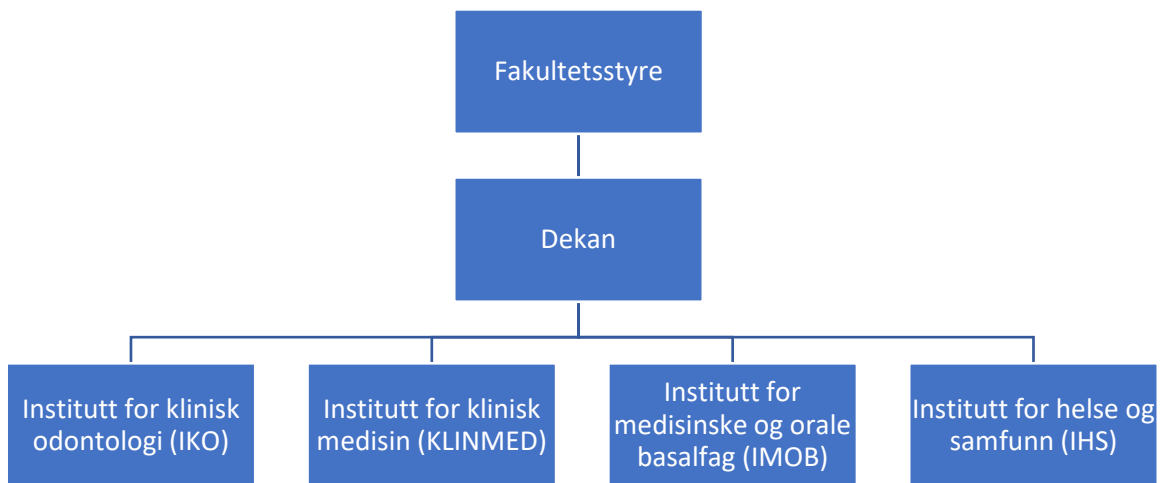 Fakultetsstyre
Dekan
Institutt for klinisk
odontologi (IKO)
Institutt for klinisk
medisin (KLINMED)
Institutt for
medisinske og orale
basalfag (IMOB)
Institutt for helse og
samfunn (IHS)